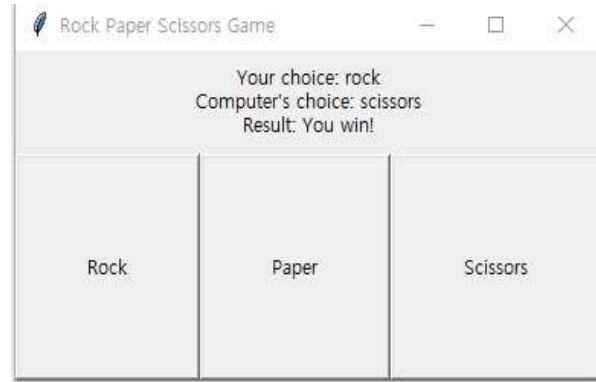 Rock Paper Scissors Game
Your choice: rock
Computer's choice: scissors
Result: You win!
Rock Paper Scissors